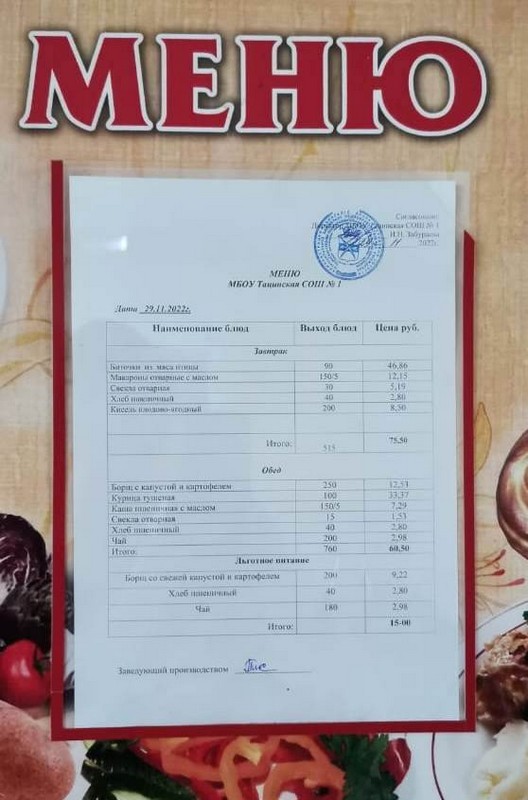 МЕНЮ
Согласовано:
Директор МБОУ Тацинская СОШ № 1
И.Н. Забураева
11 2022г.
МЕНЮ
МБОУ Тацинская СОШ № 1
Дата 29.11.2022г.
Наименование блюд Выход блюд Цена руб.
Завтрак
Биточки из мяса птицы 90 46,86
Макароны отварные с маслом 150/5 12,15
Свекла отварная 30 5,19
Хлеб пшеничный 40 2,80
Кисель плодово-ягодный 200 8,50
Итого: 515 75,50
Обед
Борщ с капустой и картофелем 250 12,53
Курица тушеная 100 33,37
Каша пшеничная с маслом 150/5 7,29
Свекла отварная 15 1,53
Хлеб пшеничный 40 2,80
Чай 200 2,98
Итого: 760 60,50
Льготное питание
Борщ со свежей капустой и картофелем 200 9,22
Хлеб пшеничный 40 2,80
Чай 180 2,98
Итого: 15-00
Заведующий производством